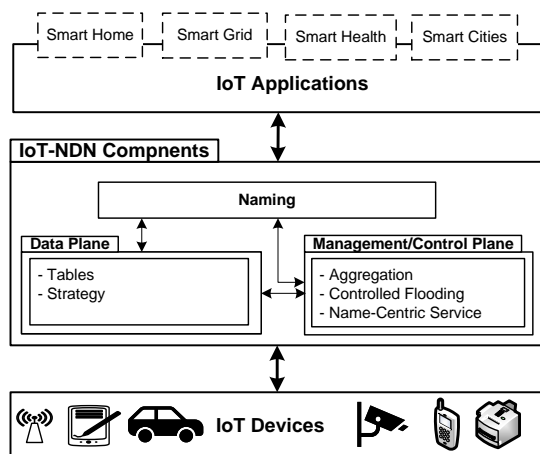 Smart Home
Smart Grid
Smart Health
Smart Cities
IoT Applications
IoT-NDN Compnents
Naming
Data Plane
- Tables
- Strategy
Management/Control Plane
- Aggregation
- Controlled Flooding
- Name-Centric Service
IoT Devices